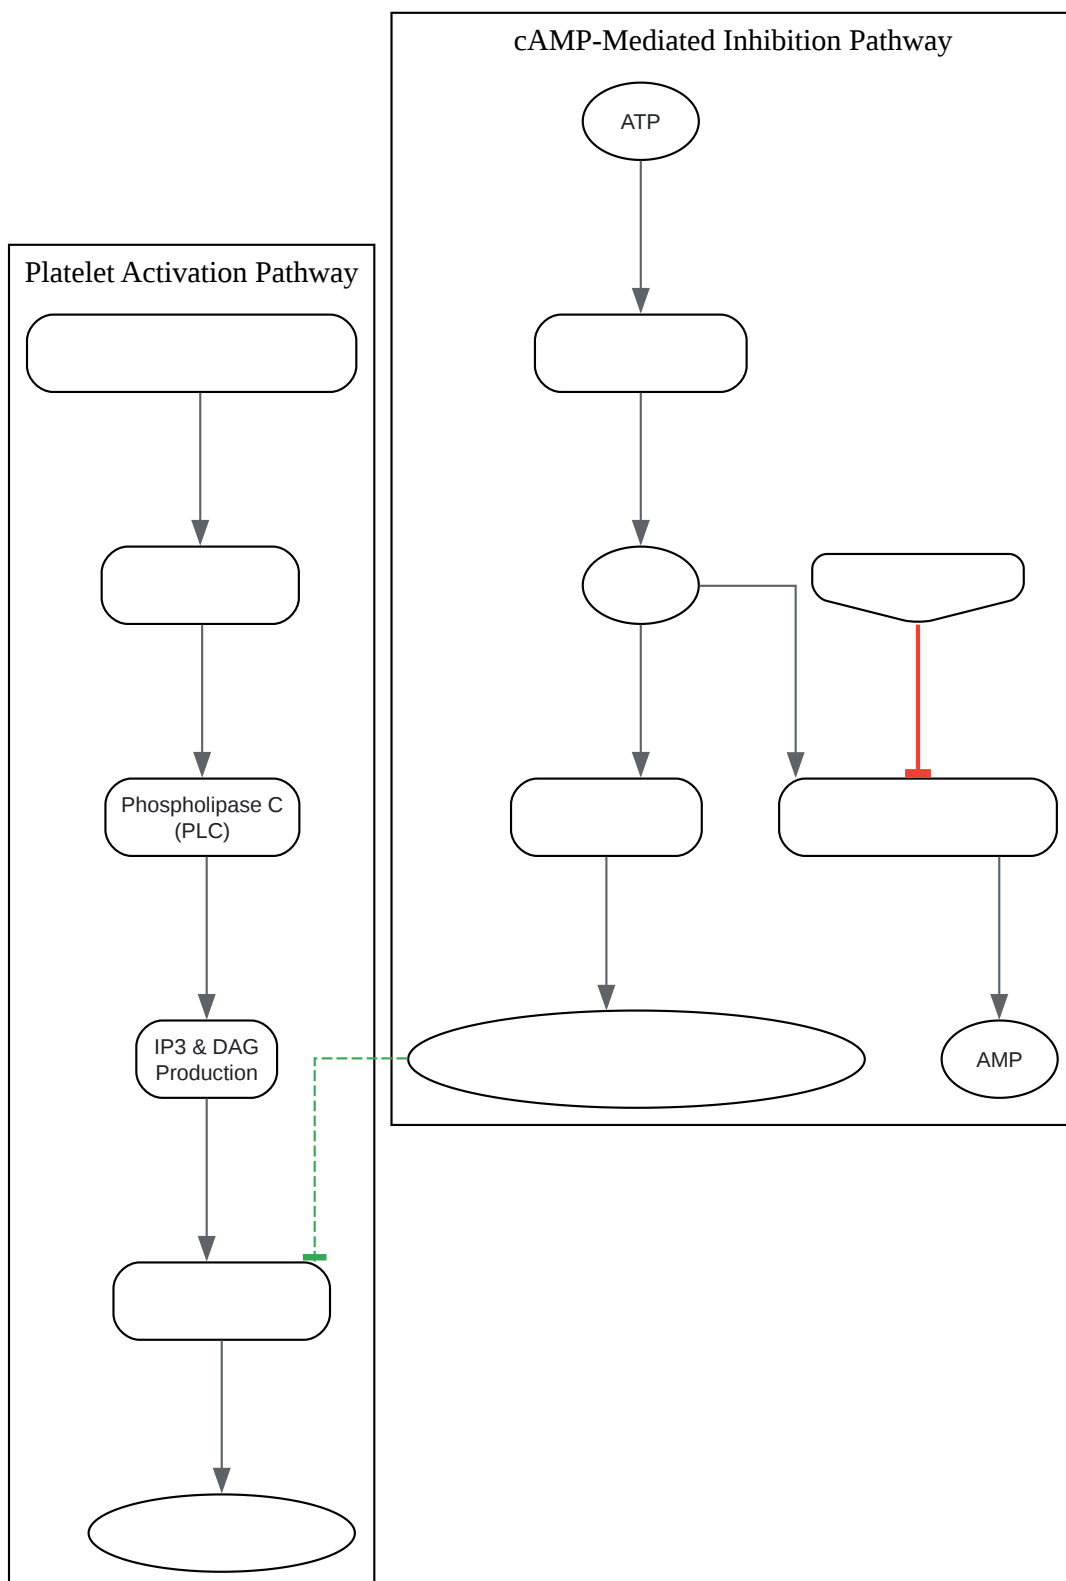 cAMP-Mediated Inhibition Pathway
ATP
Platelet Activation Pathway
Phospholipase C
(PLC)
IP3 & DAG
Production
AMP